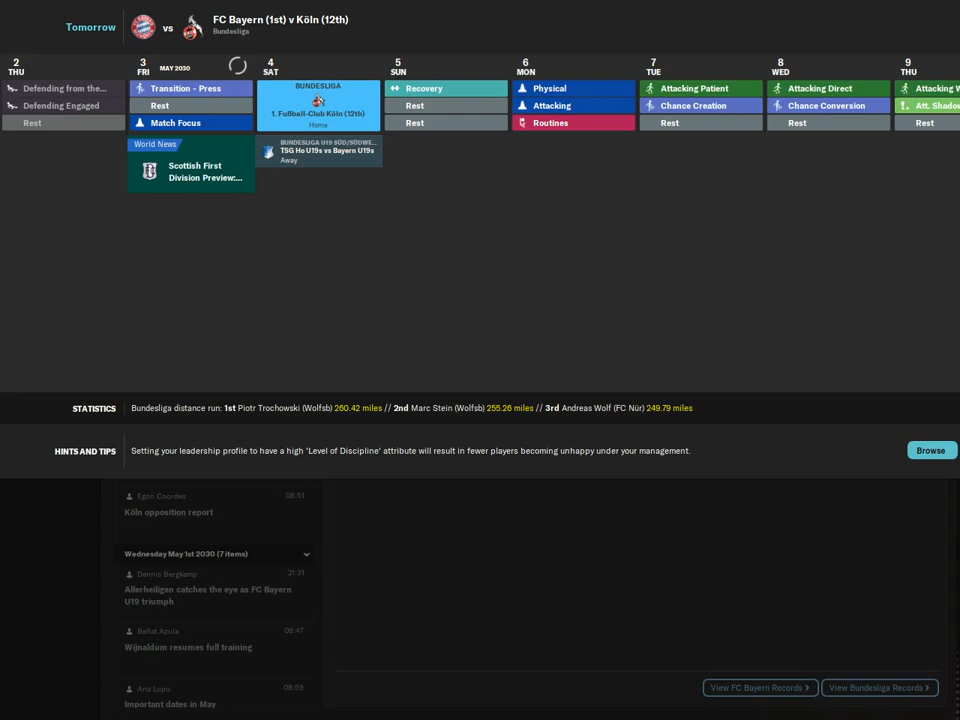 Tomorrow
vs
FC Bayern (1st) v Köln (12th)
Bundesliga
2
THU
3
FRI
MAY 2030
4
SAT
5
SUN
6
MON
7
TUE
8
WED
9
THU
Defending from the...
Defending Engaged
Rest
Transition - Press
Rest
Match Focus
BUNDESLIGA
1. Fußball-Club Köln (12th)
Home
Recovery
Rest
Rest
Physical
Attacking
Routines
Attacking Patient
Chance Creation
Rest
Attacking Direct
Chance Conversion
Rest
Attacking W
Att. Shadow
Rest
World News
Scottish First
Division Preview:...
BUNDESLIGA U19 SÜD/SÜDWE...
TSG Ho U19s vs Bayern U19s
Away
STATISTICS
Bundesliga distance run: 1st Piotr Trochowski (Wolfsb) 260.42 miles // 2nd Marc Stein (Wolfsb) 255.26 miles // 3rd Andreas Wolf (FC Nür) 249.79 miles
HINTS AND TIPS
Setting your leadership profile to have a high 'Level of Discipline' attribute will result in fewer players becoming unhappy under your management.
Browse
Egon Coordes
08:51
Köln opposition report
Wednesday May 1st 2030 (7 items)
Dennis Bergkamp
21:31
Allerheiligen catches the eye as FC Bayern
U19 triumph
Beñat Azula
09:47
Wijnaldum resumes full training
Ana Lupu
08:59
Important dates in May
View FC Bayern Records
View Bundesliga Records